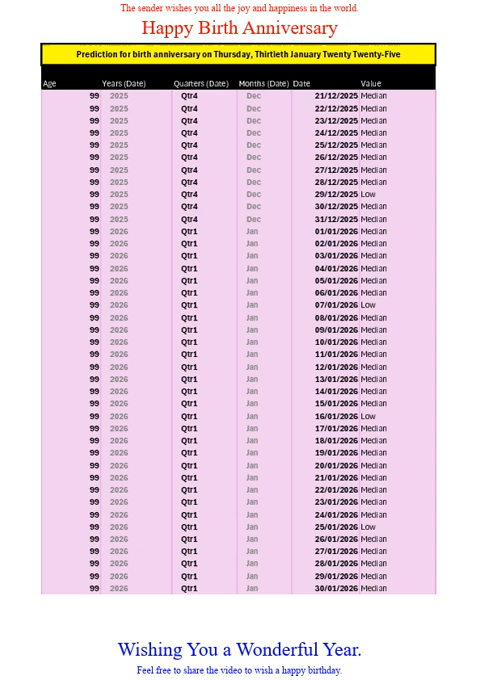 The sender wishes you all the joy and happiness in the world.
Happy Birth Anniversary
Prediction for birth anniversary on Thursday, Thirtieth January Twenty Twenty-Five
Age Years (Date) Quarters (Date) Months (Date) Date Value
99 2025 Qtr4 Dec 21/12/2025 Median
99 2025 Qtr4 Dec 22/12/2025 Median
99 2025 Qtr4 Dec 23/12/2025 Median
99 2025 Qtr4 Dec 24/12/2025 Median
99 2025 Qtr4 Dec 25/12/2025 Median
99 2025 Qtr4 Dec 26/12/2025 Median
99 2025 Qtr4 Dec 27/12/2025 Median
99 2025 Qtr4 Dec 28/12/2025 Median
99 2025 Qtr4 Dec 29/12/2025 Low
99 2025 Qtr4 Dec 30/12/2025 Median
99 2025 Qtr4 Dec 31/12/2025 Median
99 2026 Qtr1 Jan 01/01/2026 Median
99 2026 Qtr1 Jan 02/01/2026 Median
99 2026 Qtr1 Jan 03/01/2026 Median
99 2026 Qtr1 Jan 04/01/2026 Median
99 2026 Qtr1 Jan 05/01/2026 Median
99 2026 Qtr1 Jan 06/01/2026 Median
99 2026 Qtr1 Jan 07/01/2026 Low
99 2026 Qtr1 Jan 08/01/2026 Median
99 2026 Qtr1 Jan 09/01/2026 Median
99 2026 Qtr1 Jan 10/01/2026 Median
99 2026 Qtr1 Jan 11/01/2026 Median
99 2026 Qtr1 Jan 12/01/2026 Median
99 2026 Qtr1 Jan 13/01/2026 Median
99 2026 Qtr1 Jan 14/01/2026 Median
99 2026 Qtr1 Jan 15/01/2026 Median
99 2026 Qtr1 Jan 16/01/2026 Low
99 2026 Qtr1 Jan 17/01/2026 Median
99 2026 Qtr1 Jan 18/01/2026 Median
99 2026 Qtr1 Jan 19/01/2026 Median
99 2026 Qtr1 Jan 20/01/2026 Median
99 2026 Qtr1 Jan 21/01/2026 Median
99 2026 Qtr1 Jan 22/01/2026 Median
99 2026 Qtr1 Jan 23/01/2026 Median
99 2026 Qtr1 Jan 24/01/2026 Median
99 2026 Qtr1 Jan 25/01/2026 Low
99 2026 Qtr1 Jan 26/01/2026 Median
99 2026 Qtr1 Jan 27/01/2026 Median
99 2026 Qtr1 Jan 28/01/2026 Median
99 2026 Qtr1 Jan 29/01/2026 Median
99 2026 Qtr1 Jan 30/01/2026 Median
Wishing You a Wonderful Year.
Feel free to share the video to wish a happy birthday.